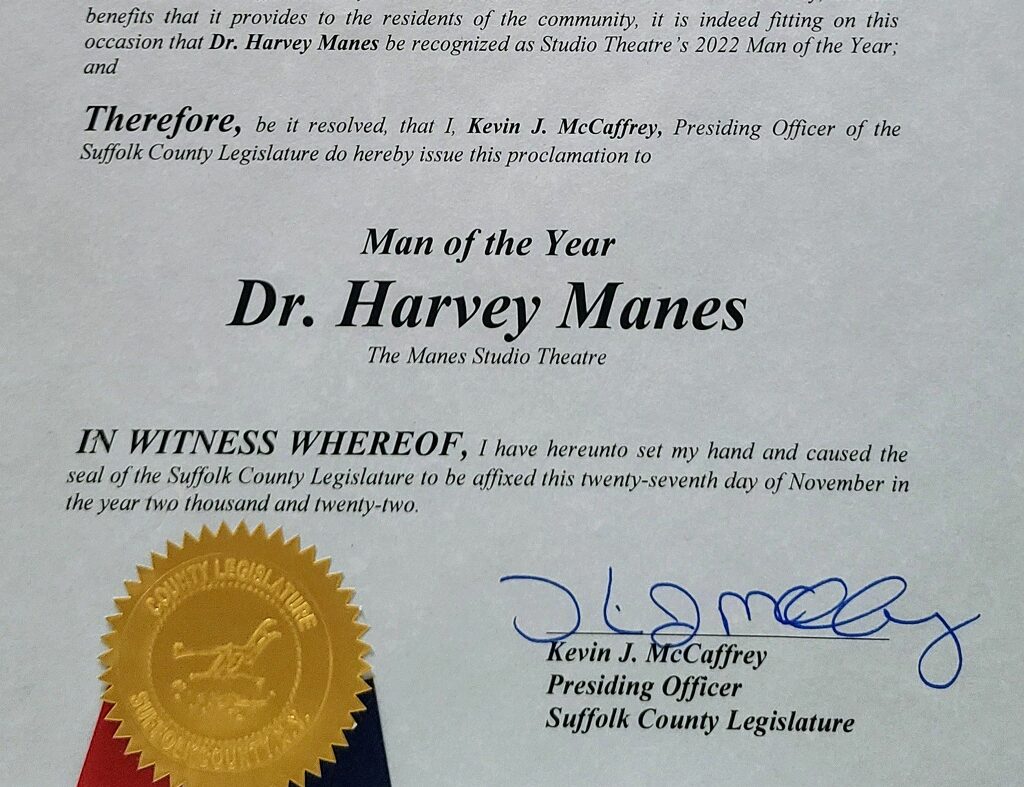 benefits that it provides to the residents of the community, it is indeed fitting on this
occasion that Dr. Harvey Manes be recognized as Studio Theatre's 2022 Man of the Year;
and
Therefore, be it resolved, that I, Kevin J. McCaffrey, Presiding Officer of the
Suffolk County Legislature do hereby issue this proclamation to
Man of the Year
Dr. Harvey Manes
The Manes Studio Theatre
IN WITNESS WHEREOF, I have hereunto set my hand and caused the
seal of the Suffolk County Legislature to be affixed this twenty-seventh day of November in
the year two thousand and twenty-two.
COUNTY LEGISLATURE
SUFFOLK COUNTY, N.Y.
Kevin J. McCaffrey
Presiding Officer
Suffolk County Legislature